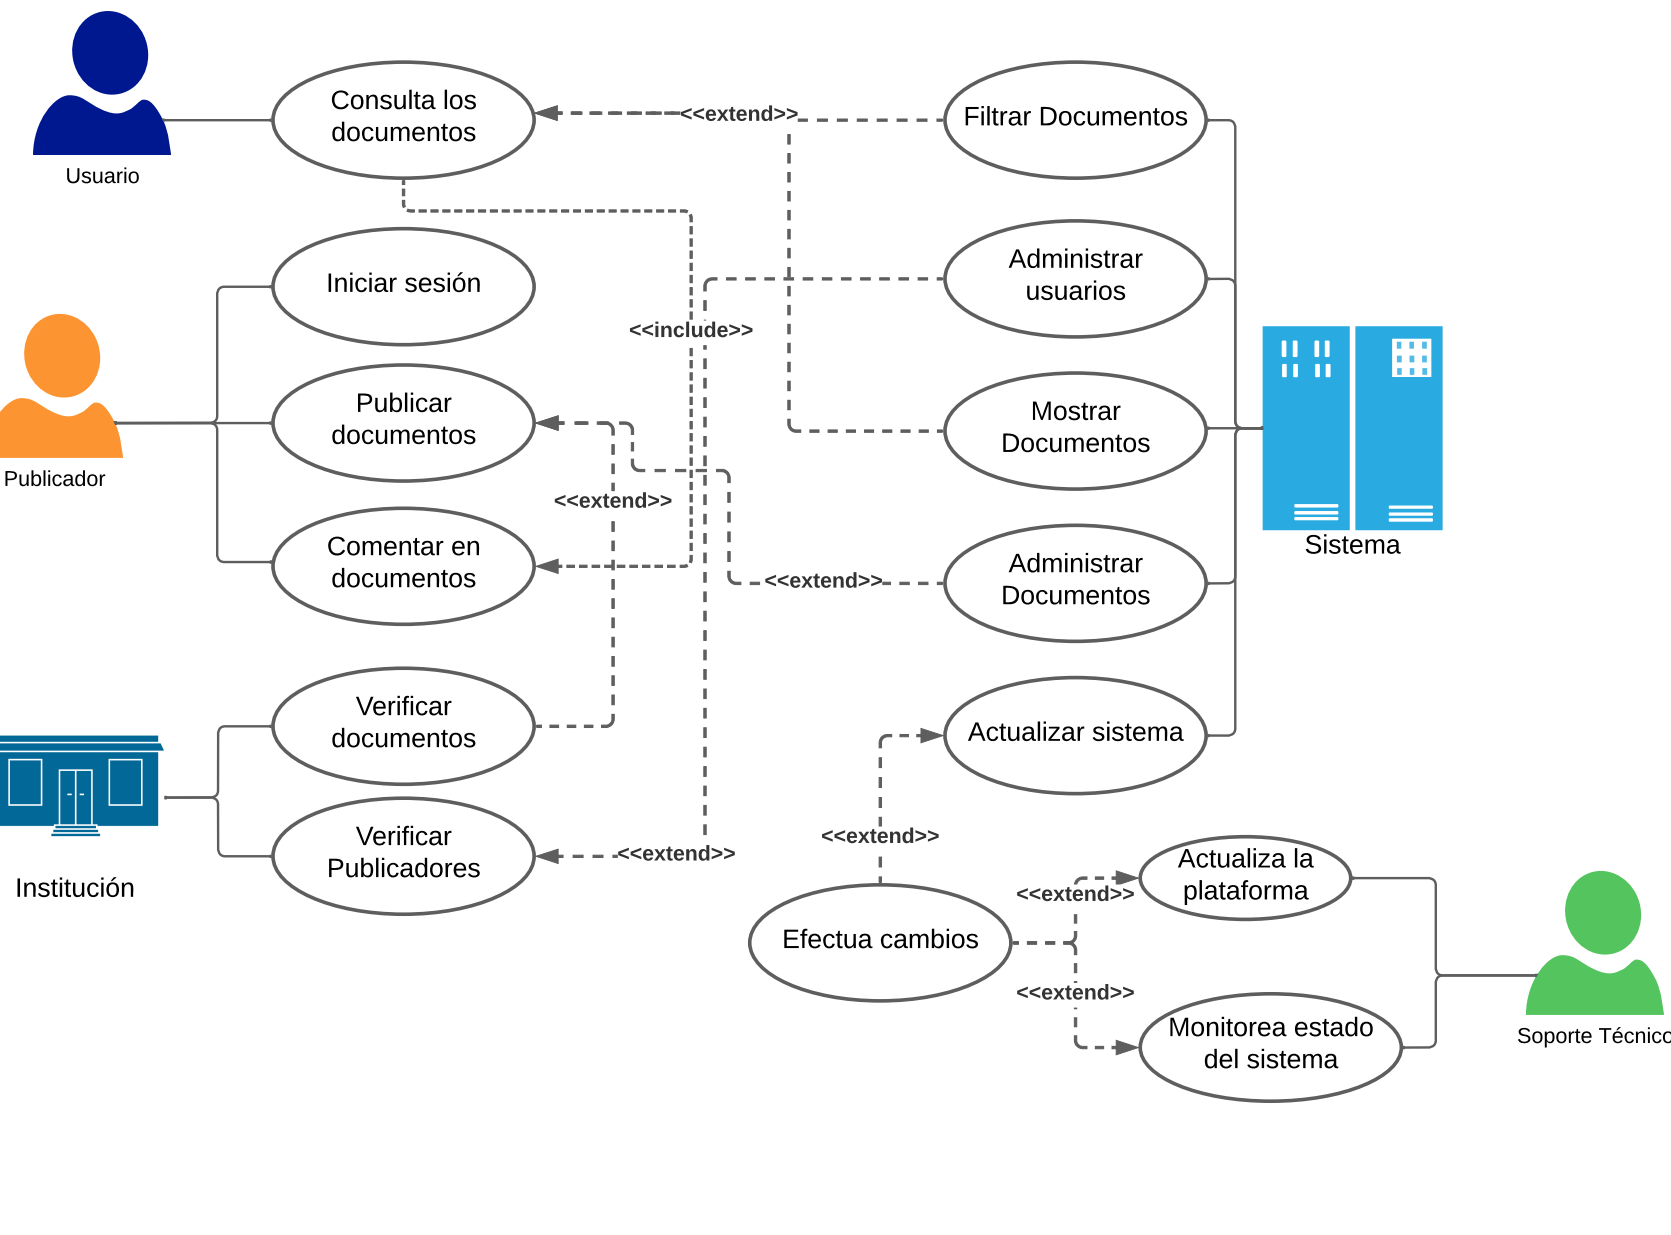 Usuario
Consulta los
documentos
<<extend>>
Filtrar Documentos
Iniciar sesión
<<include>>
Administrar
usuarios
Publicador
Publicar
documentos
<<extend>>
Mostrar
Documentos
Sistema
Comentar en
documentos
<<extend>>
Administrar
Documentos
Institución
Verificar
documentos
Actualizar sistema
Verificar
Publicadores
<<extend>>
<<extend>>
Efectua cambios
<<extend>>
<<extend>>
Actualiza la
plataforma
Monitorea estado
del sistema
Soporte Técnico